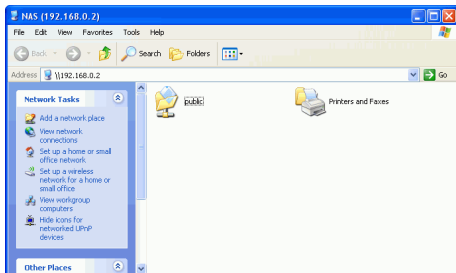 NAS (192.168.0.2)
File Edit View Favorites Tools Help
Back Search Folders
Address \\192.168.0.2 Go
Network Tasks
Add a network place
View network
connections
Set up a home or small
office network
Set up a wireless
network for a home or
small office
View workgroup
computers
Hide icons for
networked UPnP
devices
Other Places
public
Printers and Faxes